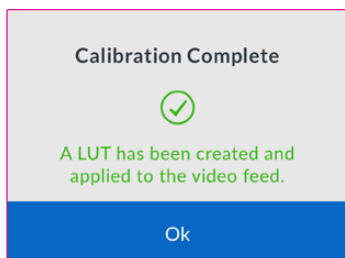 Calibration Complete
A LUT has been created and
applied to the video feed.
Ok